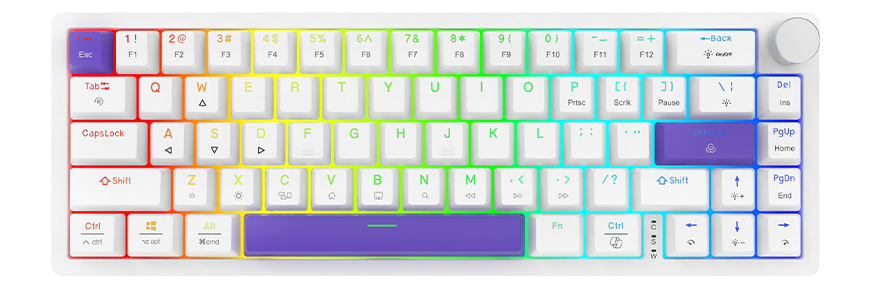 ~ 1! 2@ 3# 4$ 5% 6^ 7& 8* 9( 0) -_ =+ ←Back
Esc F1 F2 F3 F4 F5 F6 F7 F8 F9 F10 F11 F12 On/Off
Tab Q W E R T Y U I O P [{ ]} \| Del
Prtsc Scrlk Pause Ins
CapsLock A S D F G H J K L ;: '" Enter PgUp
Home
Shift Z X C V B N M ,< .> /? Shift ↑ PgDn
End
Ctrl Alt Fn Ctrl C ← ↓ →
^ ctrl ⌥ opt ⌘cmd S
W